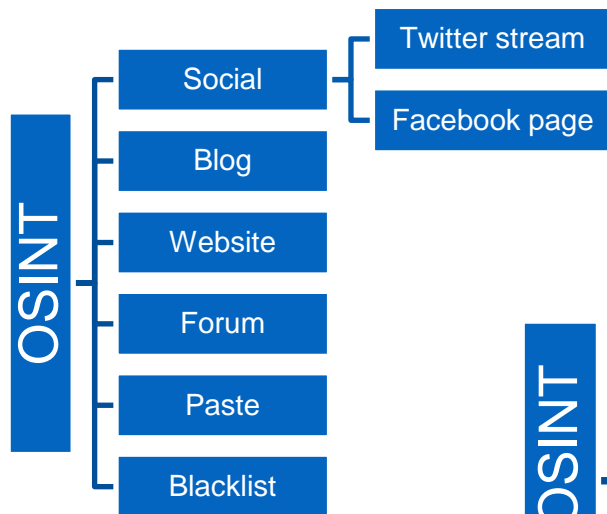 OSINT
Social
Twitter stream
Facebook page
Blog
Website
Forum
Paste
Blacklist
OSINT